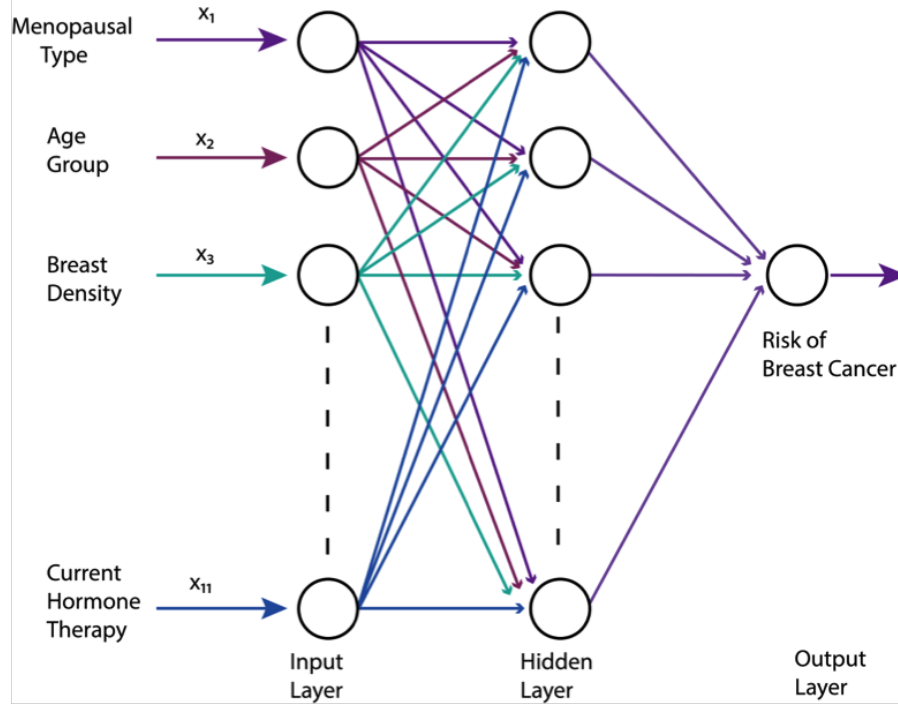 Menopausal
Type
x₁
Age
Group
x₂
Breast
Density
x₃
Risk of
Breast Cancer
Current
Hormone
Therapy
x₁₁
Input
Layer
Hidden
Layer
Output
Layer